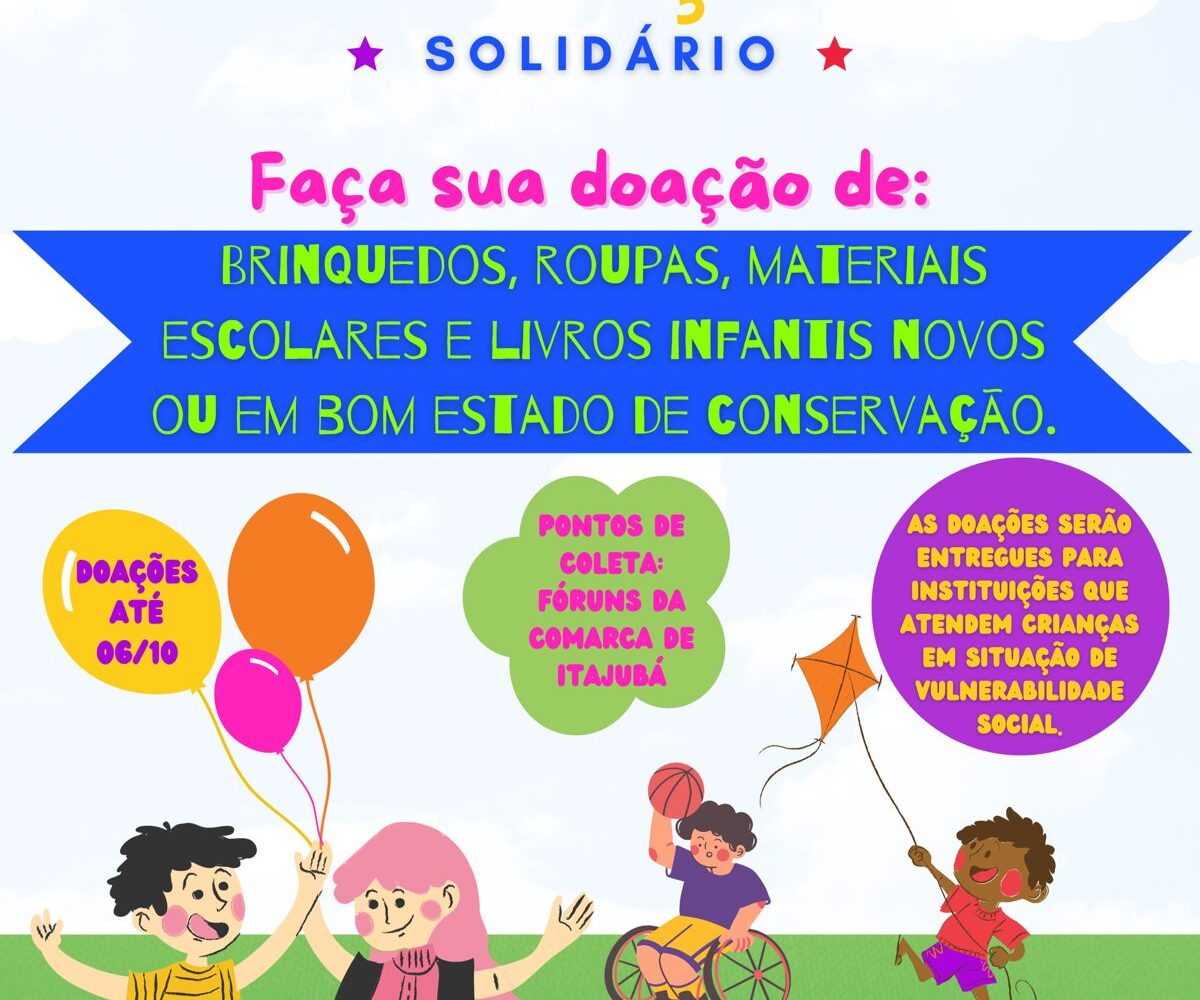 SOLIDÁRIO
Faça sua doação de:
BRINQUEDOS, ROUPAS, MATERIAIS
ESCOLARES E LIVROS INFANTIS NOVOS
OU EM BOM ESTADO DE CONSERVAÇÃO.
DOAÇÕES
ATÉ
06/10
PONTOS DE
COLETA:
FÓRUNS DA
COMARCA DE
ITAJUBÁ
AS DOAÇÕES SERÃO
ENTREGUES PARA
INSTITUIÇÕES QUE
ATENDEM CRIANÇAS
EM SITUAÇÃO DE
VULNERABILIDADE
SOCIAL.